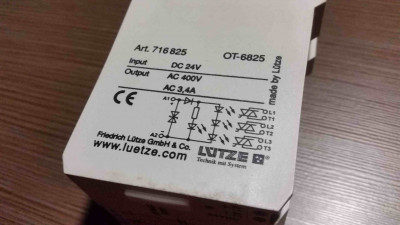 Art. 716 825 OT-6825
Input DC 24V
Output AC 400V
AC 3,4A
made by Lütze
A1
L1
T1
L2
T2
A2
L3
T3
Friedrich Lütze GmbH & Co.
www.luetze.com
LÜTZE
Technik mit System